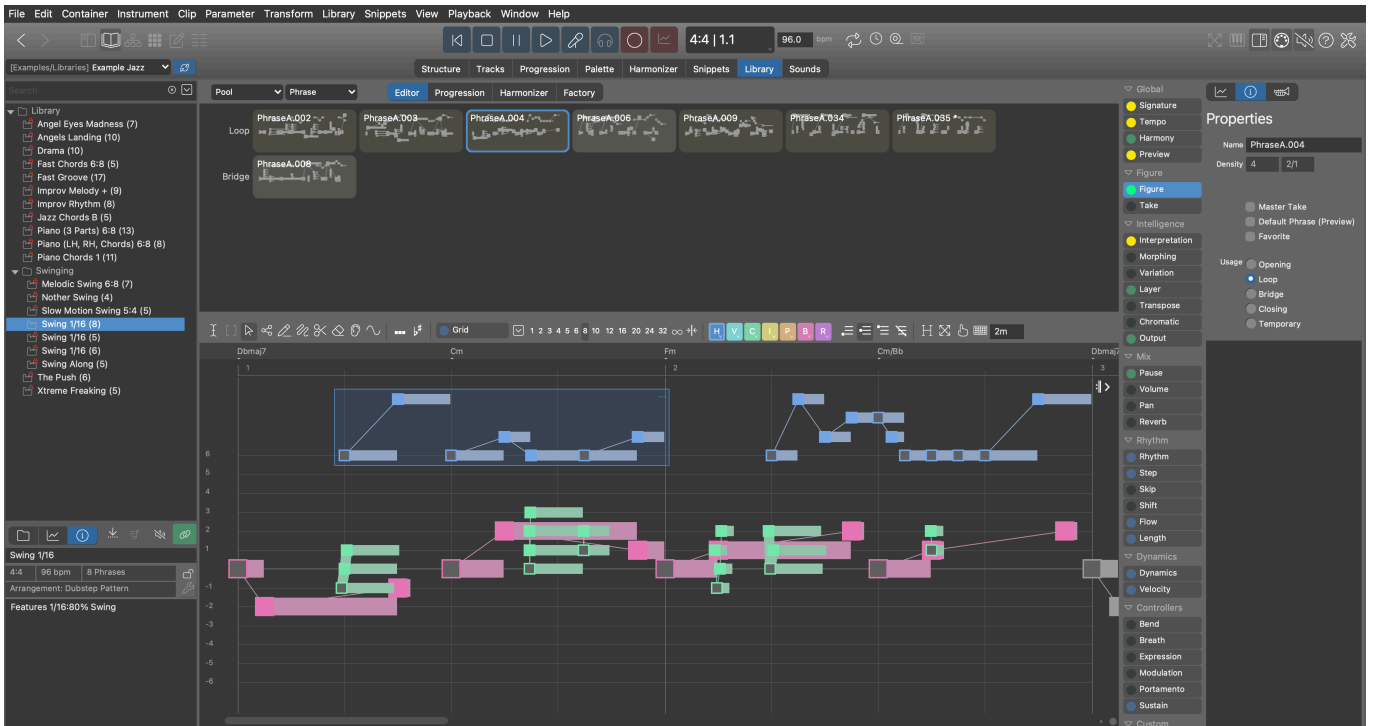 File Edit Container Instrument Clip Parameter Transform Library Snippets View Playback Window Help
4:4 | 1.1 96.0 bpm
[Examples/Libraries] Example Jazz
Structure Tracks Progression Palette Harmonizer Snippets Library Sounds
Search
Pool Phrase Editor Progression Harmonizer Factory
Library
Angel Eyes Madness (7)
Angels Landing (10)
Drama (10)
Fast Chords 6:8 (5)
Fast Groove (17)
Improv Melody + (9)
Improv Rhythm (8)
Jazz Chords B (5)
Piano (3 Parts) 6:8 (13)
Piano (LH, RH, Chords) 6:8 (8)
Piano Chords 1 (11)
Swinging
Melodic Swing 6:8 (7)
Nother Swing (4)
Slow Motion Swing 5:4 (5)
Swing 1/16 (8)
Swing 1/16 (5)
Swing 1/16 (6)
Swing Along (5)
The Push (6)
Xtreme Freaking (5)
Swing 1/16
4:4 96 bpm 8 Phrases
Arrangement: Dubstep Pattern
Features 1/16:80% Swing
Loop
PhraseA.002 PhraseA.003 PhraseA.004 PhraseA.006 PhraseA.009 PhraseA.034 PhraseA.035 *
Bridge
PhraseA.008
Grid 1 2 3 4 5 6 8 10 12 16 20 24 32 ∞ H V C I P B R 2m
Dbmaj7 Cm Fm Cm/Bb Dbmaj7
1 2 3
6
5
4
3
2
1
-1
-2
-3
-4
-5
-6
Global
Signature
Tempo
Harmony
Preview
Figure
Figure
Take
Intelligence
Interpretation
Morphing
Variation
Layer
Transpose
Chromatic
Output
Mix
Pause
Volume
Pan
Reverb
Rhythm
Rhythm
Step
Skip
Shift
Flow
Length
Dynamics
Dynamics
Velocity
Controllers
Bend
Breath
Expression
Modulation
Portamento
Sustain
Custom
Properties
Name PhraseA.004
Density 4 2/1
Master Take
Default Phrase (Preview)
Favorite
Usage Opening
Loop
Bridge
Closing
Temporary